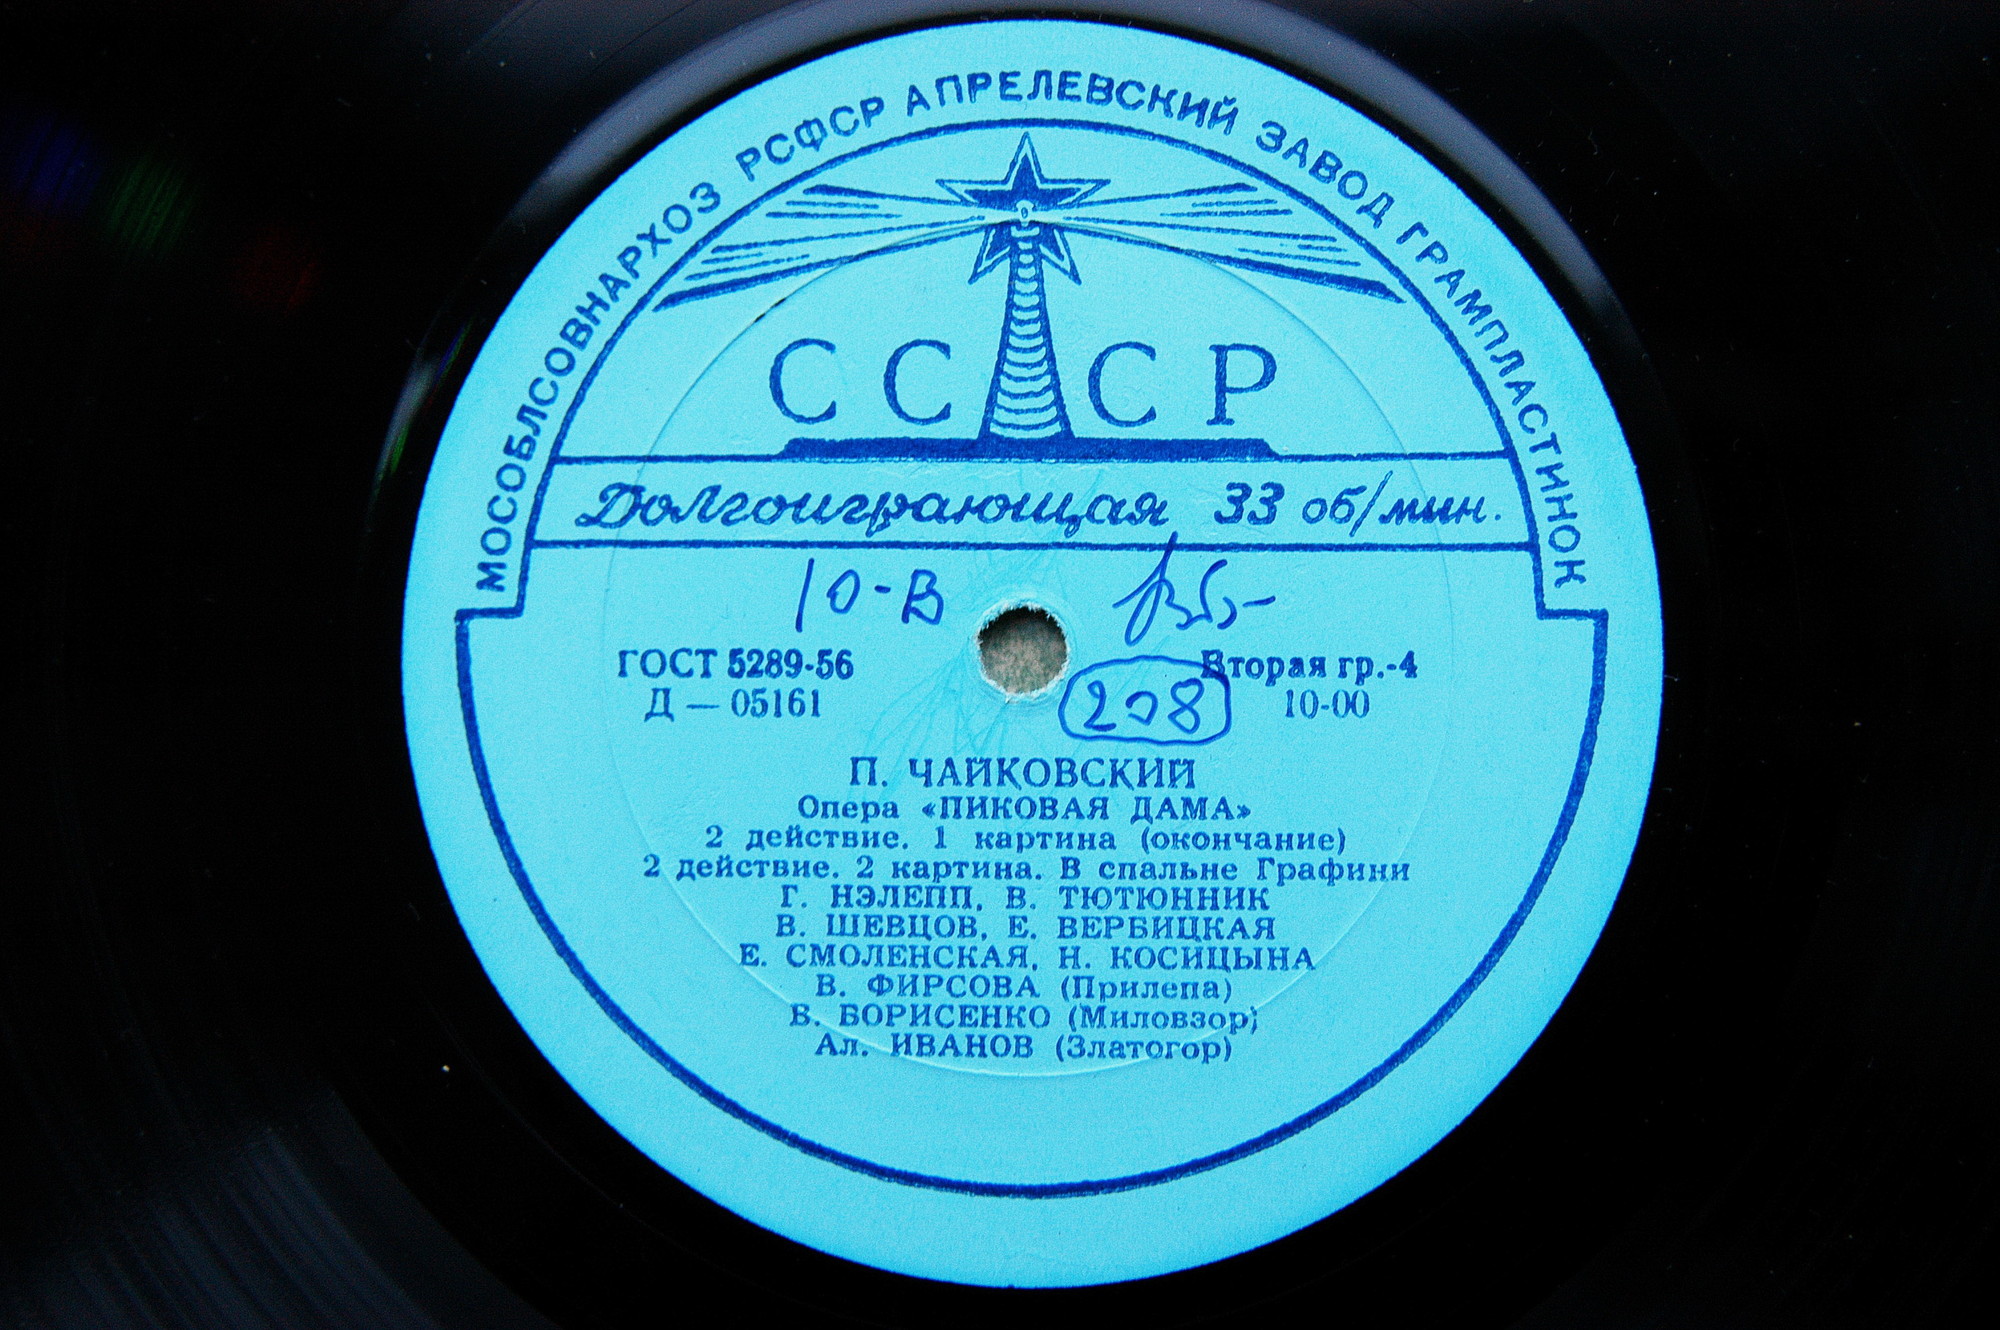 МОСОБЛСОВНАРХОЗ РСФСР АПРЕЛЕВСКИЙ ЗАВОД ГРАМПЛАСТИНОК
СССР
Долгоиграющая 33 об/мин.
10-В
ГОСТ 5289-56 Вторая гр.-4
Д — 05161 208 10-00
П. ЧАЙКОВСКИЙ
Опера «ПИКОВАЯ ДАМА»
2 действие. 1 картина (окончание)
2 действие. 2 картина. В спальне Графини
Г. НЭЛЕПП, В. ТЮТЮННИК
В. ШЕВЦОВ, Е. ВЕРБИЦКАЯ
Е. СМОЛЕНСКАЯ, Н. КОСИЦЫНА
В. ФИРСОВА (Прилепа)
В. БОРИСЕНКО (Миловзор)
Ал. ИВАНОВ (Златогор)